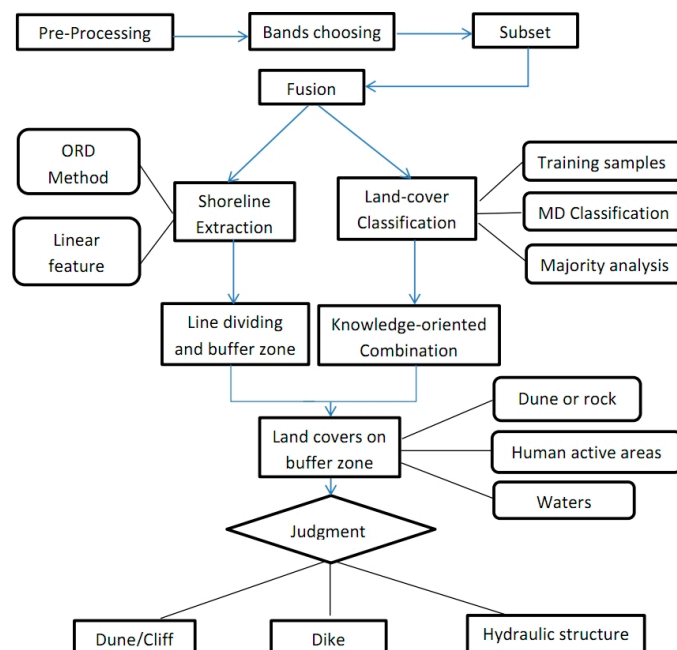 Pre-Processing
Bands choosing
Subset
Fusion
ORD
Method
Linear
feature
Shoreline
Extraction
Land-cover
Classification
Training samples
MD Classification
Majority analysis
Line dividing
and buffer zone
Knowledge-oriented
Combination
Land covers on
buffer zone
Dune or rock
Human active areas
Waters
Judgment
Dune/Cliff
Dike
Hydraulic structure